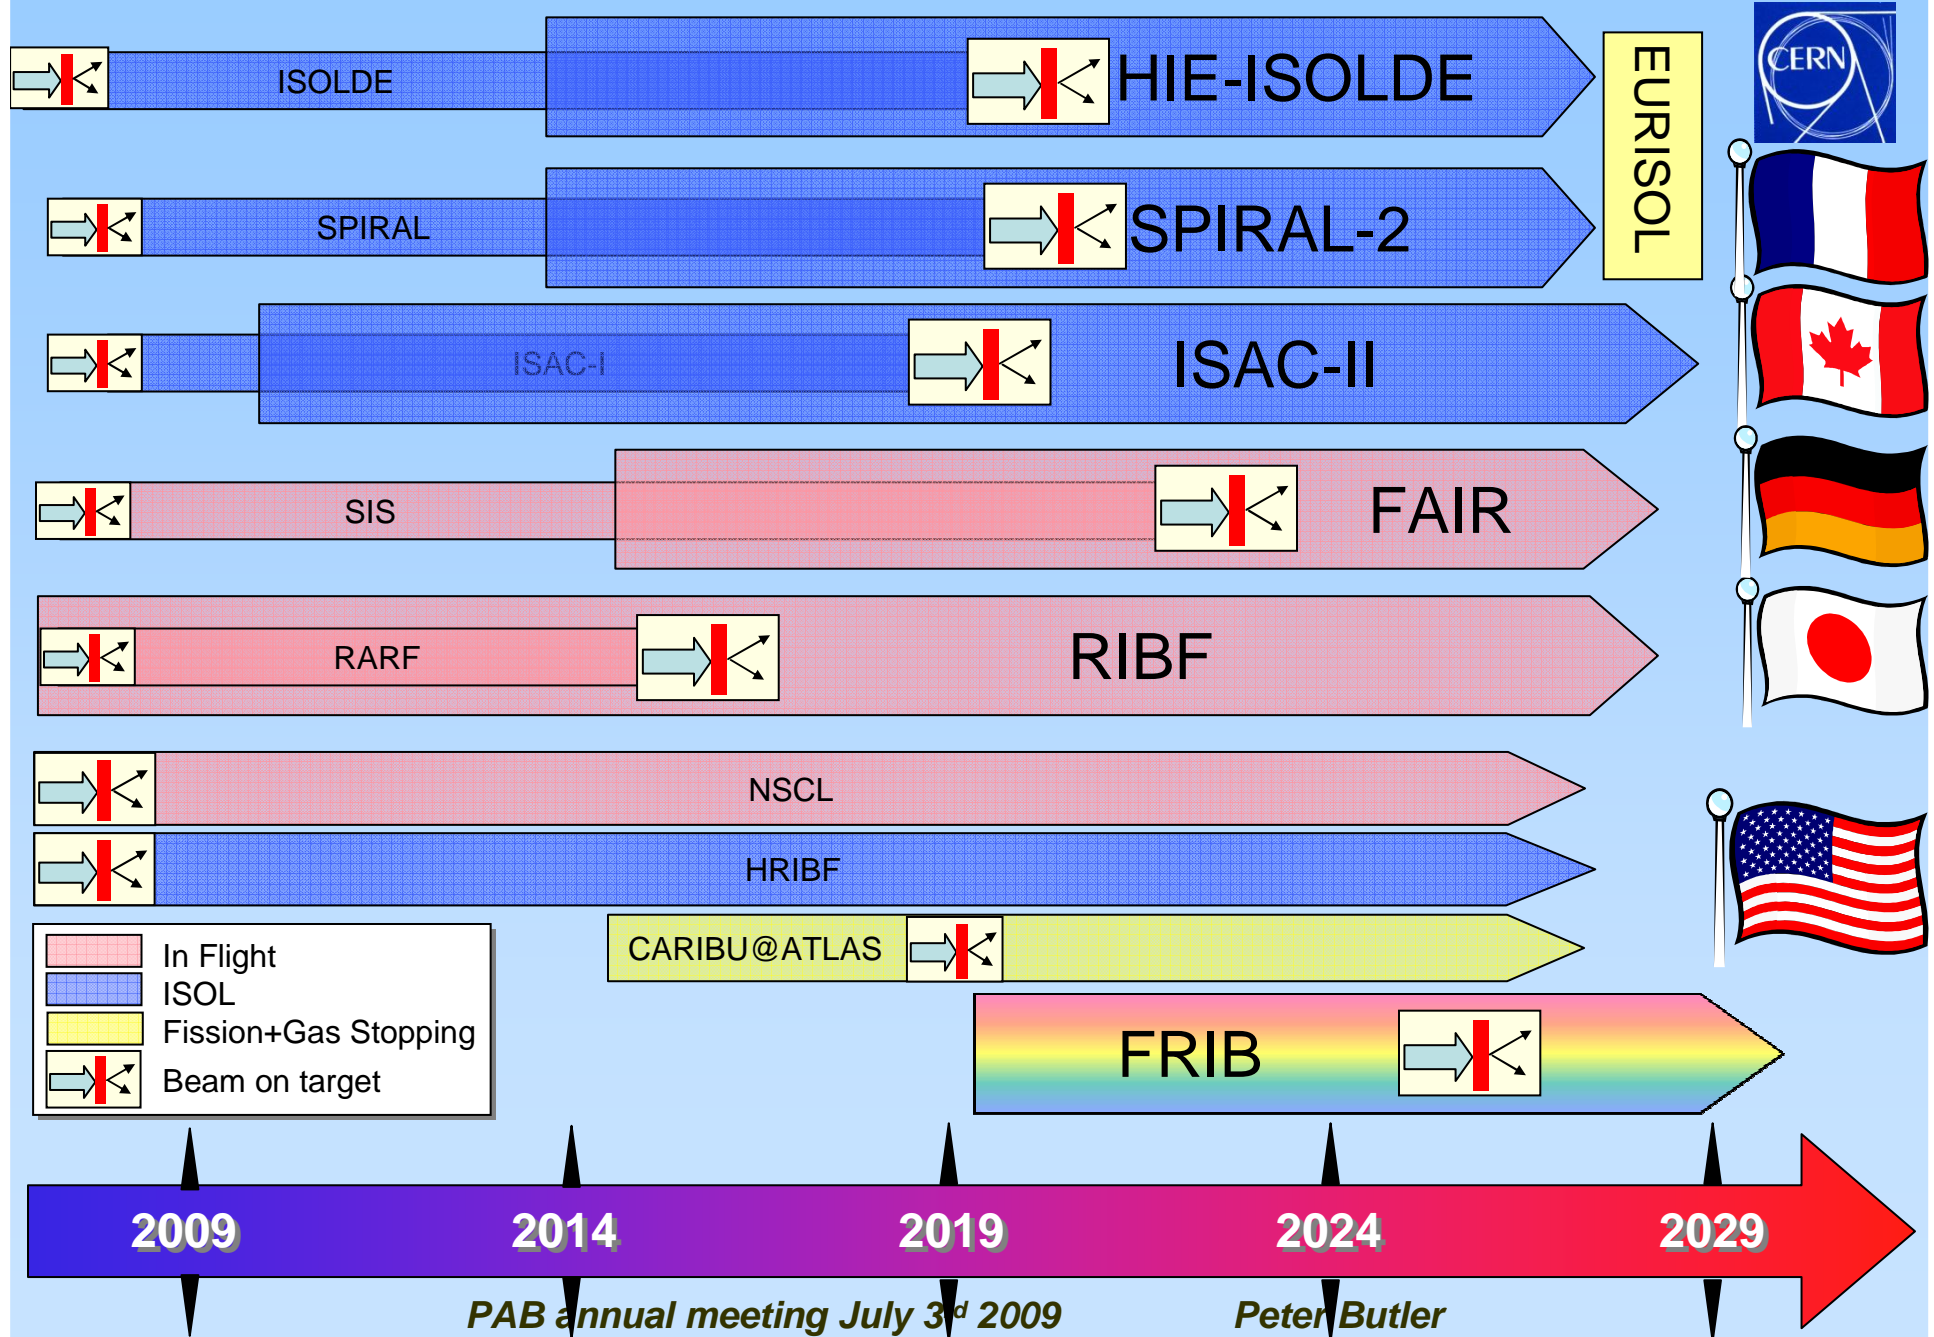 ISOLDE
HIE-ISOLDE
EURISOL
CERN
SPIRAL
SPIRAL-2
ISAC-I
ISAC-II
SIS
FAIR
RARF
RIBF
NSCL
HRIBF
CARIBU@ATLAS
FRIB
In Flight
ISOL
Fission+Gas Stopping
Beam on target
2009
2014
2019
2024
2029
PAB annual meeting July 3rd 2009
Peter Butler